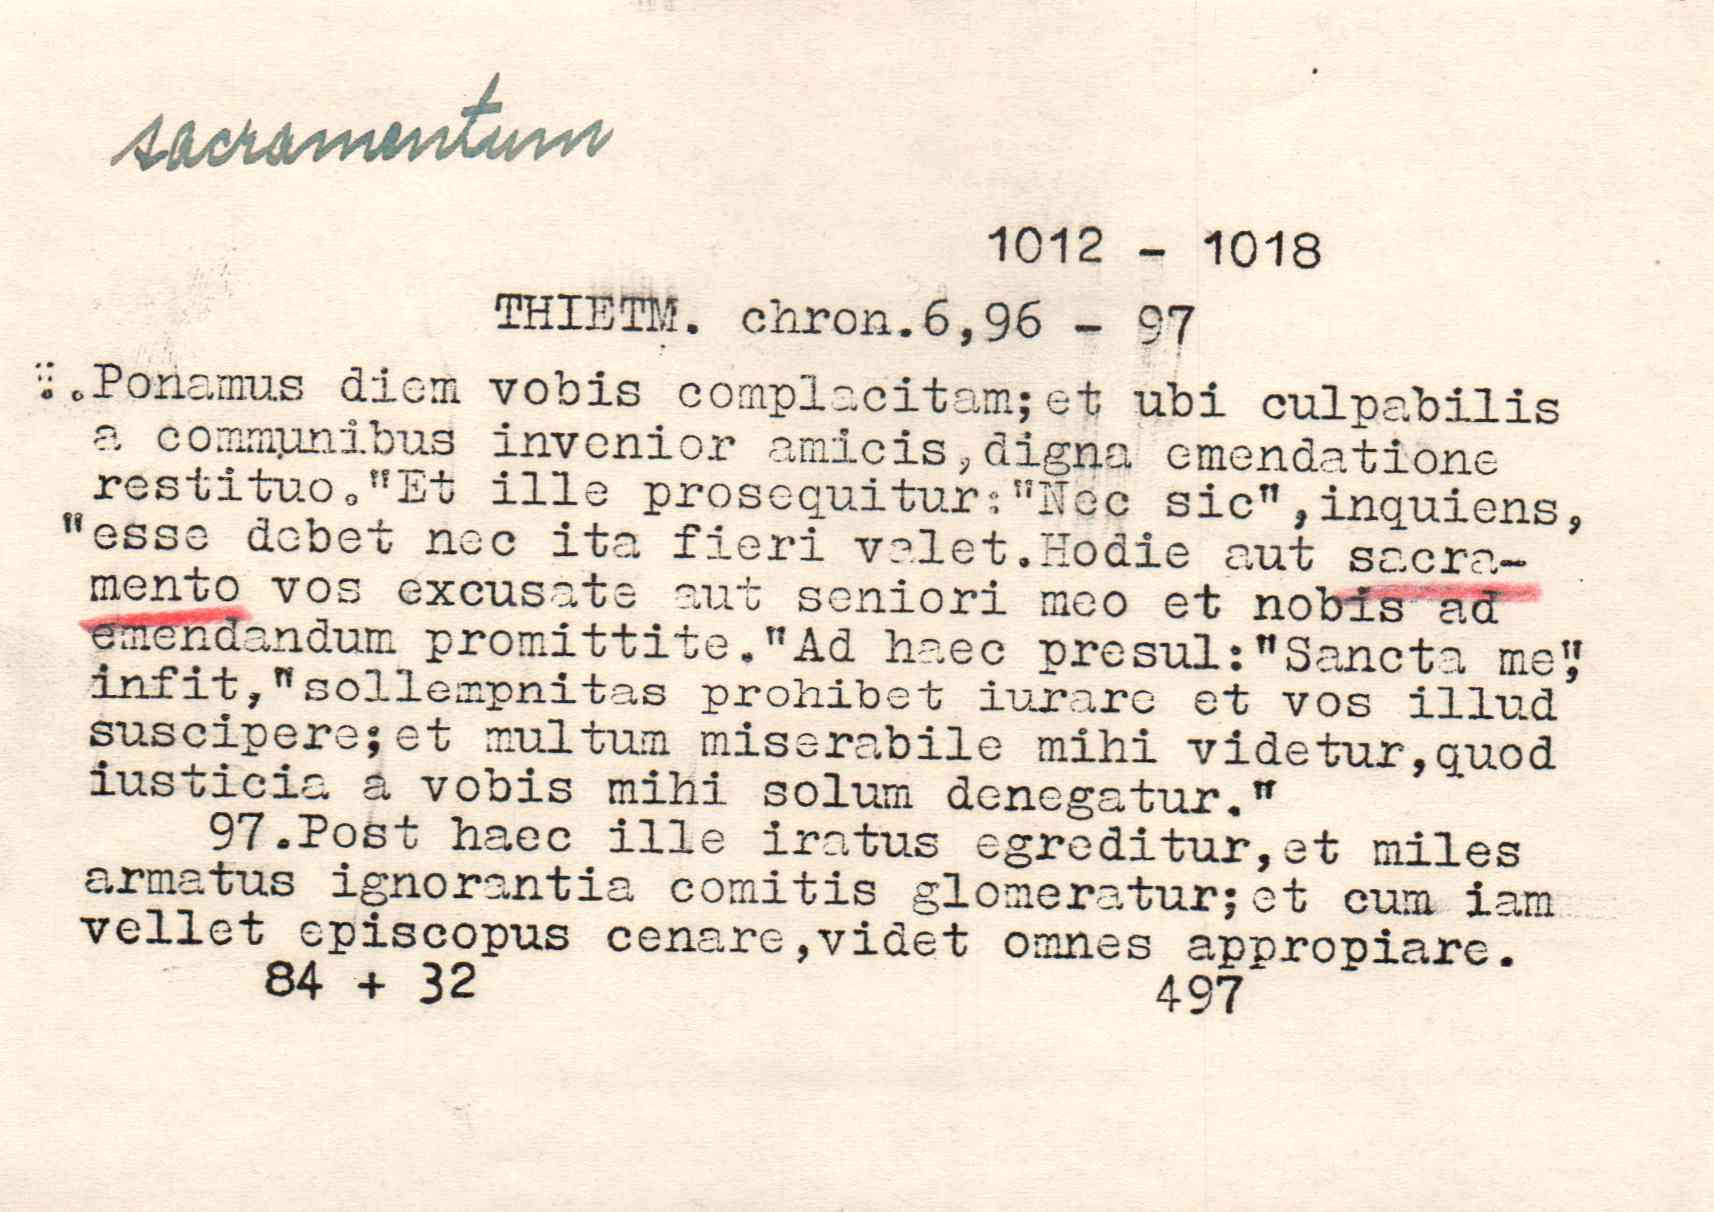 sacramentum
1012 - 1018
THIETM. chron.6,96 - 97
:.Ponamus diem vobis complacitam;et ubi culpabilis
a communibus invenior amicis,digna emendatione
restituo."Et ille prosequitur:"Nec sic",inquiens,
"esse debet nec ita fieri valet.Hodie aut sacra-
mento vos excusate aut seniori meo et nobis ad
emendandum promittite."Ad haec presul:"Sancta me",
infit,"sollempnitas prohibet iurare et vos illud
suscipere;et multum miserabile mihi videtur,quod
iusticia a vobis mihi solum denegatur."
97.Post haec ille iratus egreditur,et miles
armatus ignorantia comitis glomeratur;et cum iam
vellet episcopus cenare,videt omnes appropiare.
84 + 32 497